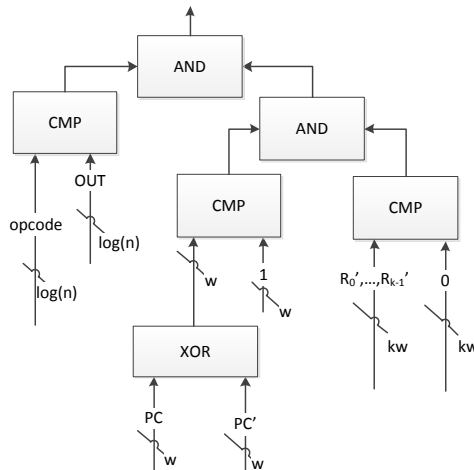 AND
CMP
AND
OUT
CMP
CMP
opcode
log(n)
w
1
w
R₀',...,Rₖ₋₁'
0
log(n)
kw
kw
XOR
PC
PC'
w
w